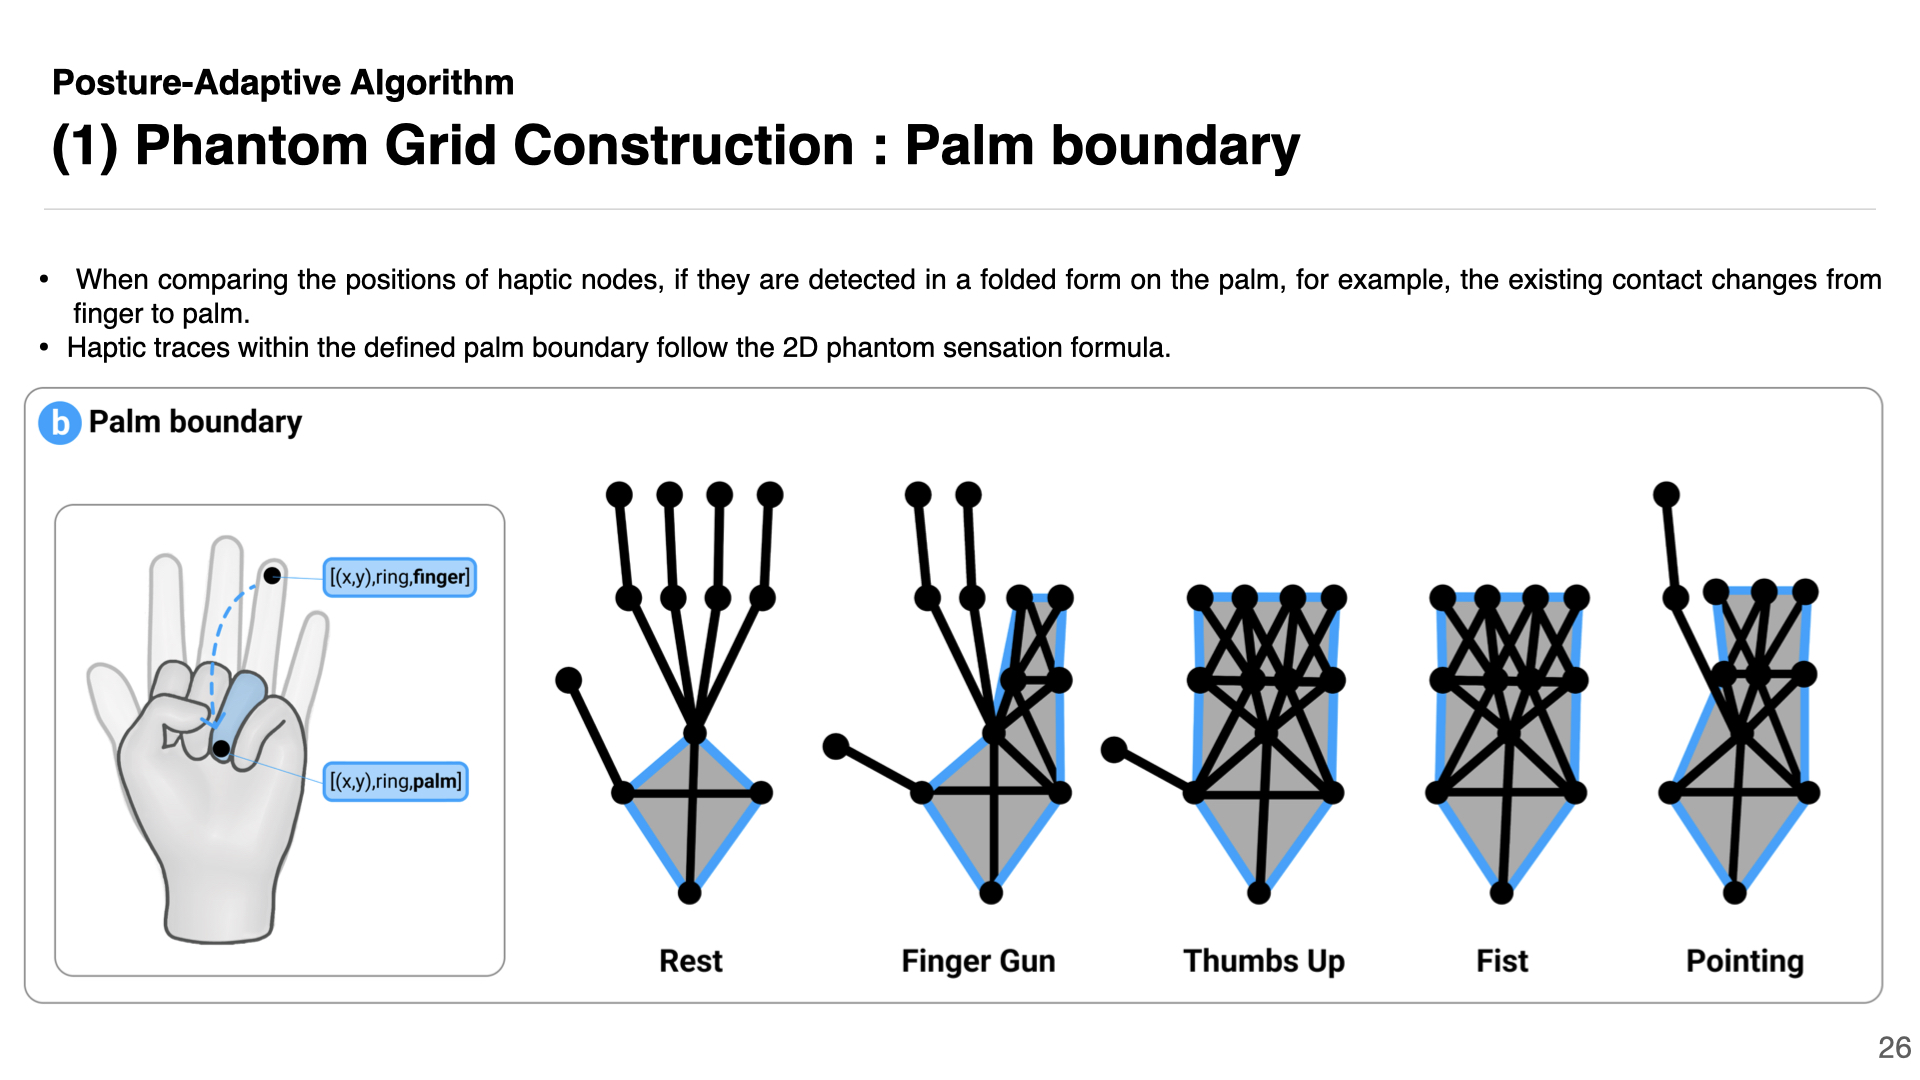 Posture-Adaptive Algorithm
(1) Phantom Grid Construction : Palm boundary
• When comparing the positions of haptic nodes, if they are detected in a folded form on the palm, for example, the existing contact changes from
finger to palm.
• Haptic traces within the defined palm boundary follow the 2D phantom sensation formula.
b Palm boundary
[(x,y),ring,finger]
[(x,y),ring,palm]
Rest
Finger Gun
Thumbs Up
Fist
Pointing
26